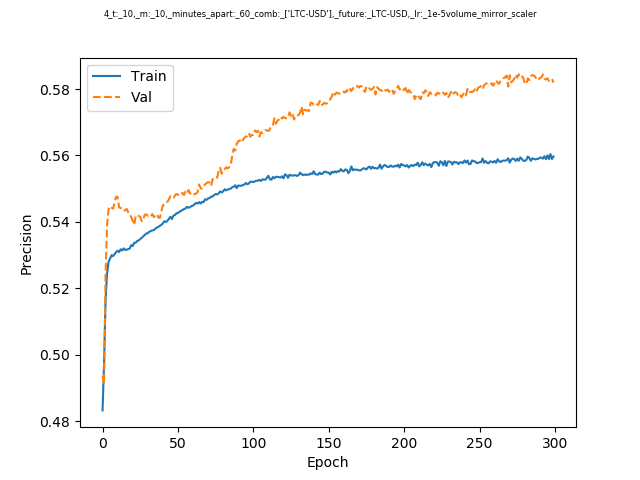 4_t:_10,_m:_10,_minutes_apart:_60_comb:_['LTC-USD'],_future:_LTC-USD,_lr:_1e-5volume_mirror_scaler
Train
Val
0.58
0.56
0.54
0.52
0.50
0.48
Precision
0 50 100 150 200 250 300
Epoch